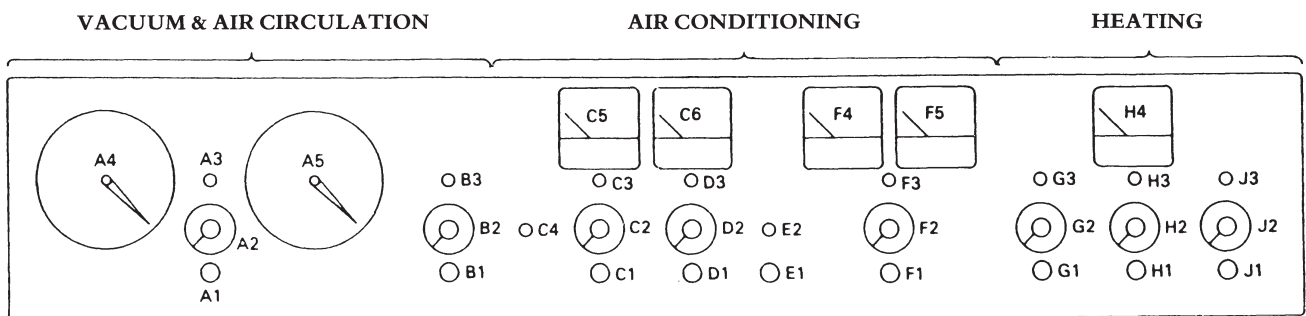 VACUUM & AIR CIRCULATION AIR CONDITIONING HEATING
C5 C6 F4 F5 H4
A4 A3 A5
B3 C3 D3 F3 G3 H3 J3
A2 B2 C4 C2 D2 E2 F2 G2 H2 J2
A1 B1 C1 D1 E1 F1 G1 H1 J1